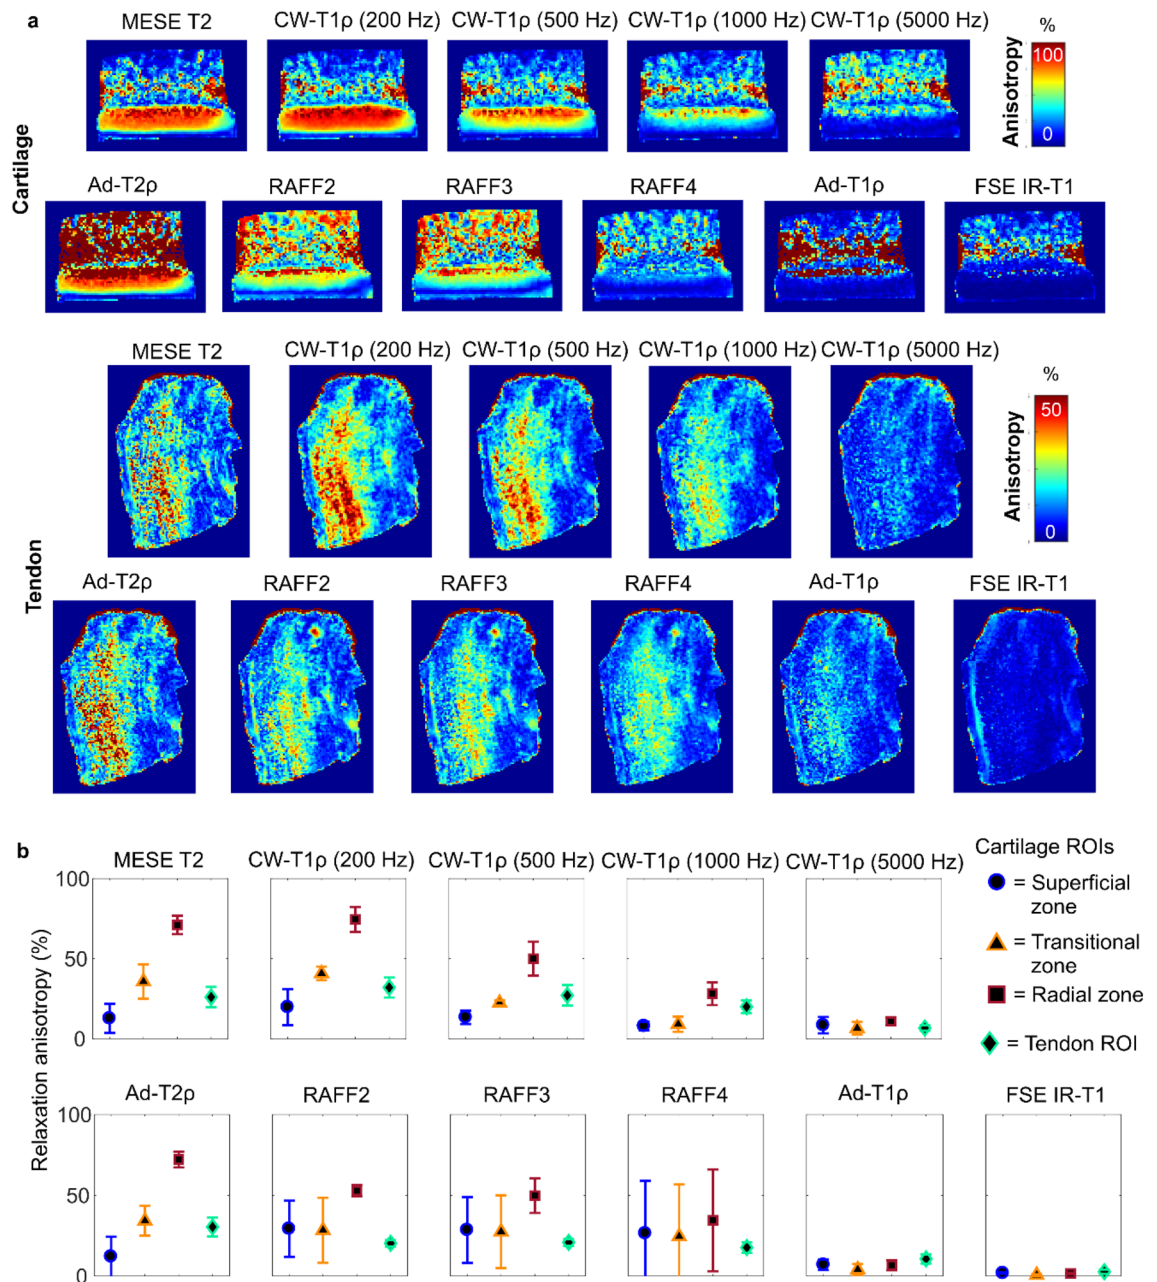 a
MESE T2 CW-T1ρ (200 Hz) CW-T1ρ (500 Hz) CW-T1ρ (1000 Hz) CW-T1ρ (5000 Hz)
%
100
0
Anisotropy
Cartilage
Ad-T2ρ RAFF2 RAFF3 RAFF4 Ad-T1ρ FSE IR-T1
MESE T2 CW-T1ρ (200 Hz) CW-T1ρ (500 Hz) CW-T1ρ (1000 Hz) CW-T1ρ (5000 Hz)
%
50
0
Anisotropy
Tendon
Ad-T2ρ RAFF2 RAFF3 RAFF4 Ad-T1ρ FSE IR-T1
b
MESE T2 CW-T1ρ (200 Hz) CW-T1ρ (500 Hz) CW-T1ρ (1000 Hz) CW-T1ρ (5000 Hz)
100
50
0
Relaxation anisotropy (%)
Cartilage ROIs
= Superficial
zone
= Transitional
zone
= Radial zone
= Tendon ROI
Ad-T2ρ RAFF2 RAFF3 RAFF4 Ad-T1ρ FSE IR-T1
100
50
0